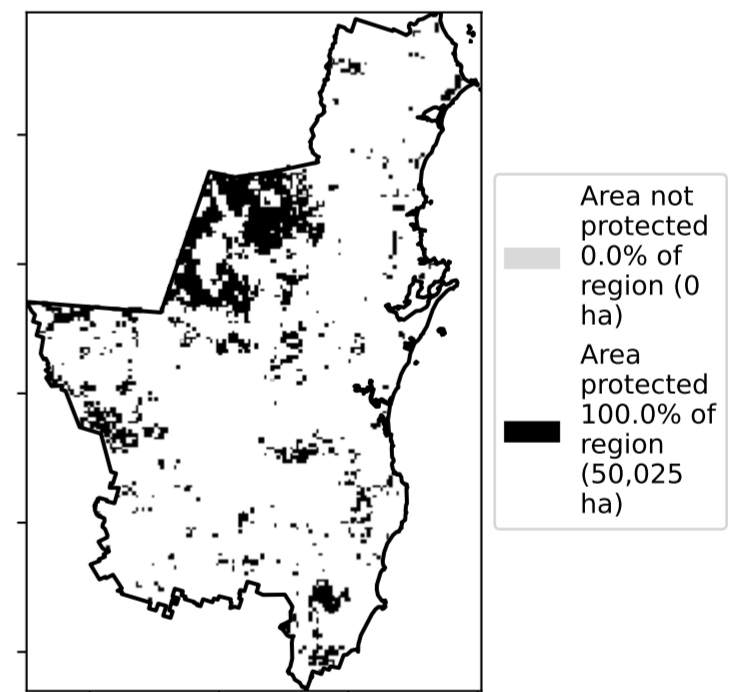 Area not
protected
0.0% of
region (0
ha)
Area
protected
100.0% of
region
(50,025
ha)